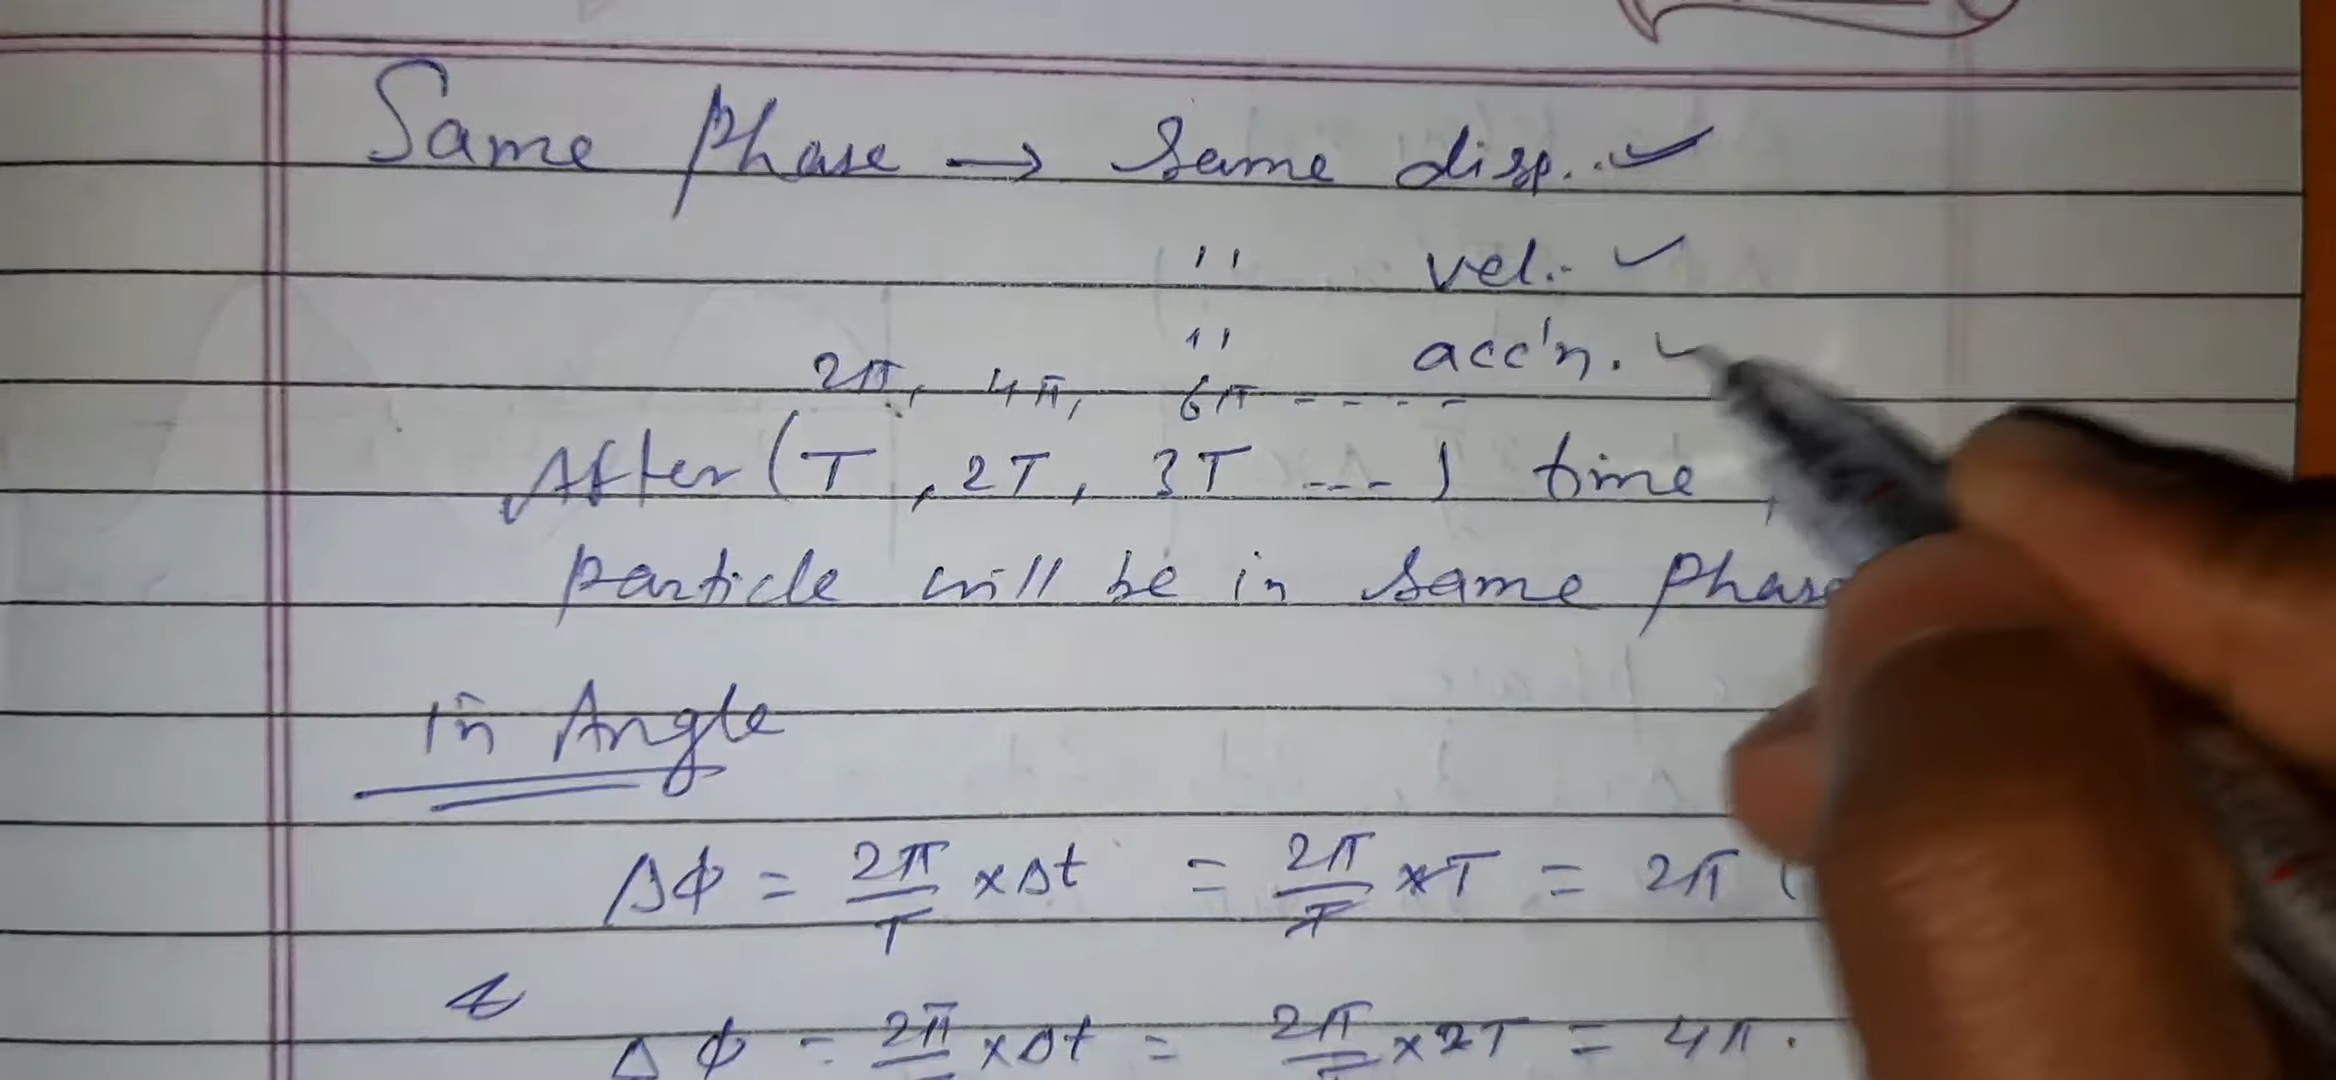 Same Phase → Same disp. ✓
" vel. ✓
" acc'n. ✓
2π, 4π, 6π ----
After (T, 2T, 3T ---) time,
particle will be in same phase
in Angle
Δϕ = 2π/T × Δt = 2π/T × T = 2π (
Δϕ = 2π × Δt = 2π × 2T = 4π.